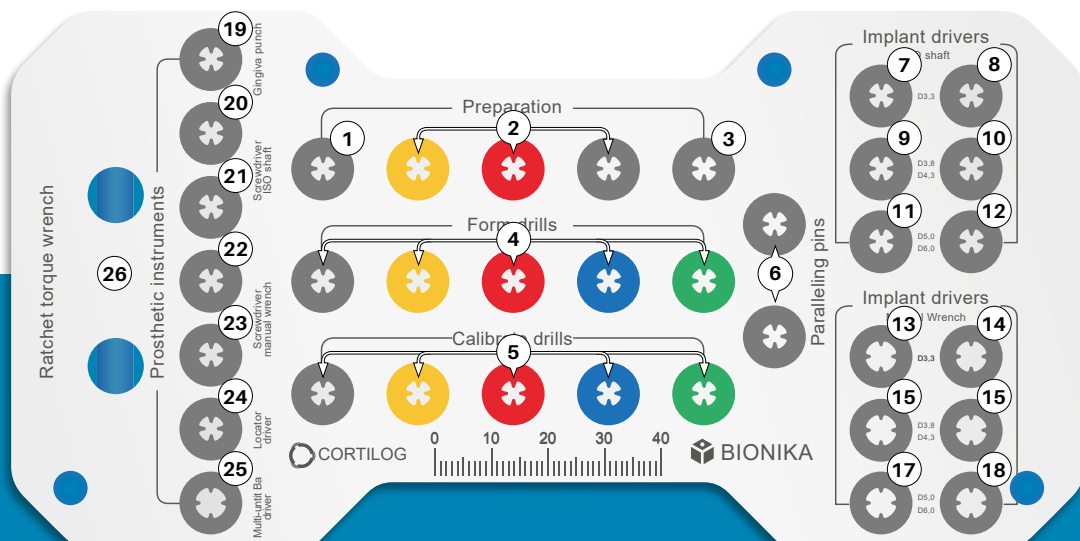 Ratchet torque wrench
26
Prosthetic instruments
19
Gingiva punch
20
21
Screwdriver
ISO shaft
22
23
Screwdriver
manual wrench
24
Locator
driver
25
Multi-untit Ba
driver
Preparation
1
2
3
Form drills
4
5
drills
6
Paralleling pins
CORTILOG
0 10 20 30 40
BIONIKA
Implant drivers
shaft
7
8
D3,3
9
10
D3,8
D4,3
11
12
D5,0
D6,0
Implant drivers
Wrench
13
14
D3,3
15
15
D3,8
D4,3
17
18
D5,0
D6,0